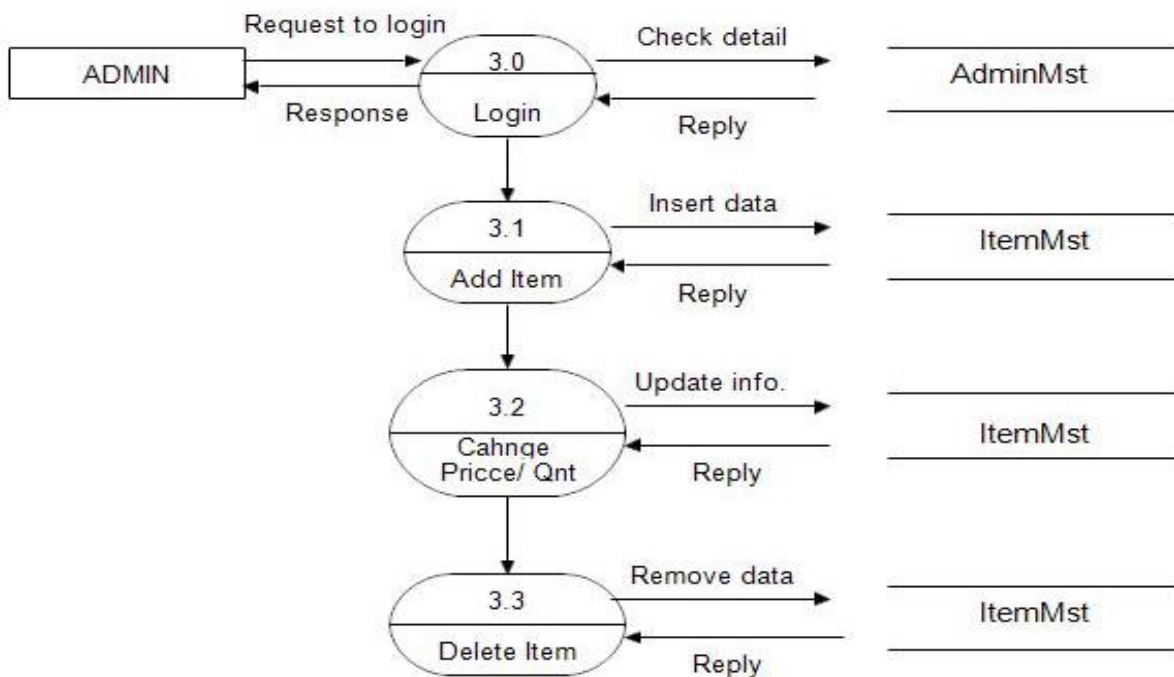 Request to login
ADMIN
Response
3.0
Login
Check detail
Reply
AdminMst
3.1
Add Item
Insert data
Reply
ItemMst
3.2
Cahnge
Pricce/ Qnt
Update info.
Reply
ItemMst
3.3
Delete Item
Remove data
Reply
ItemMst